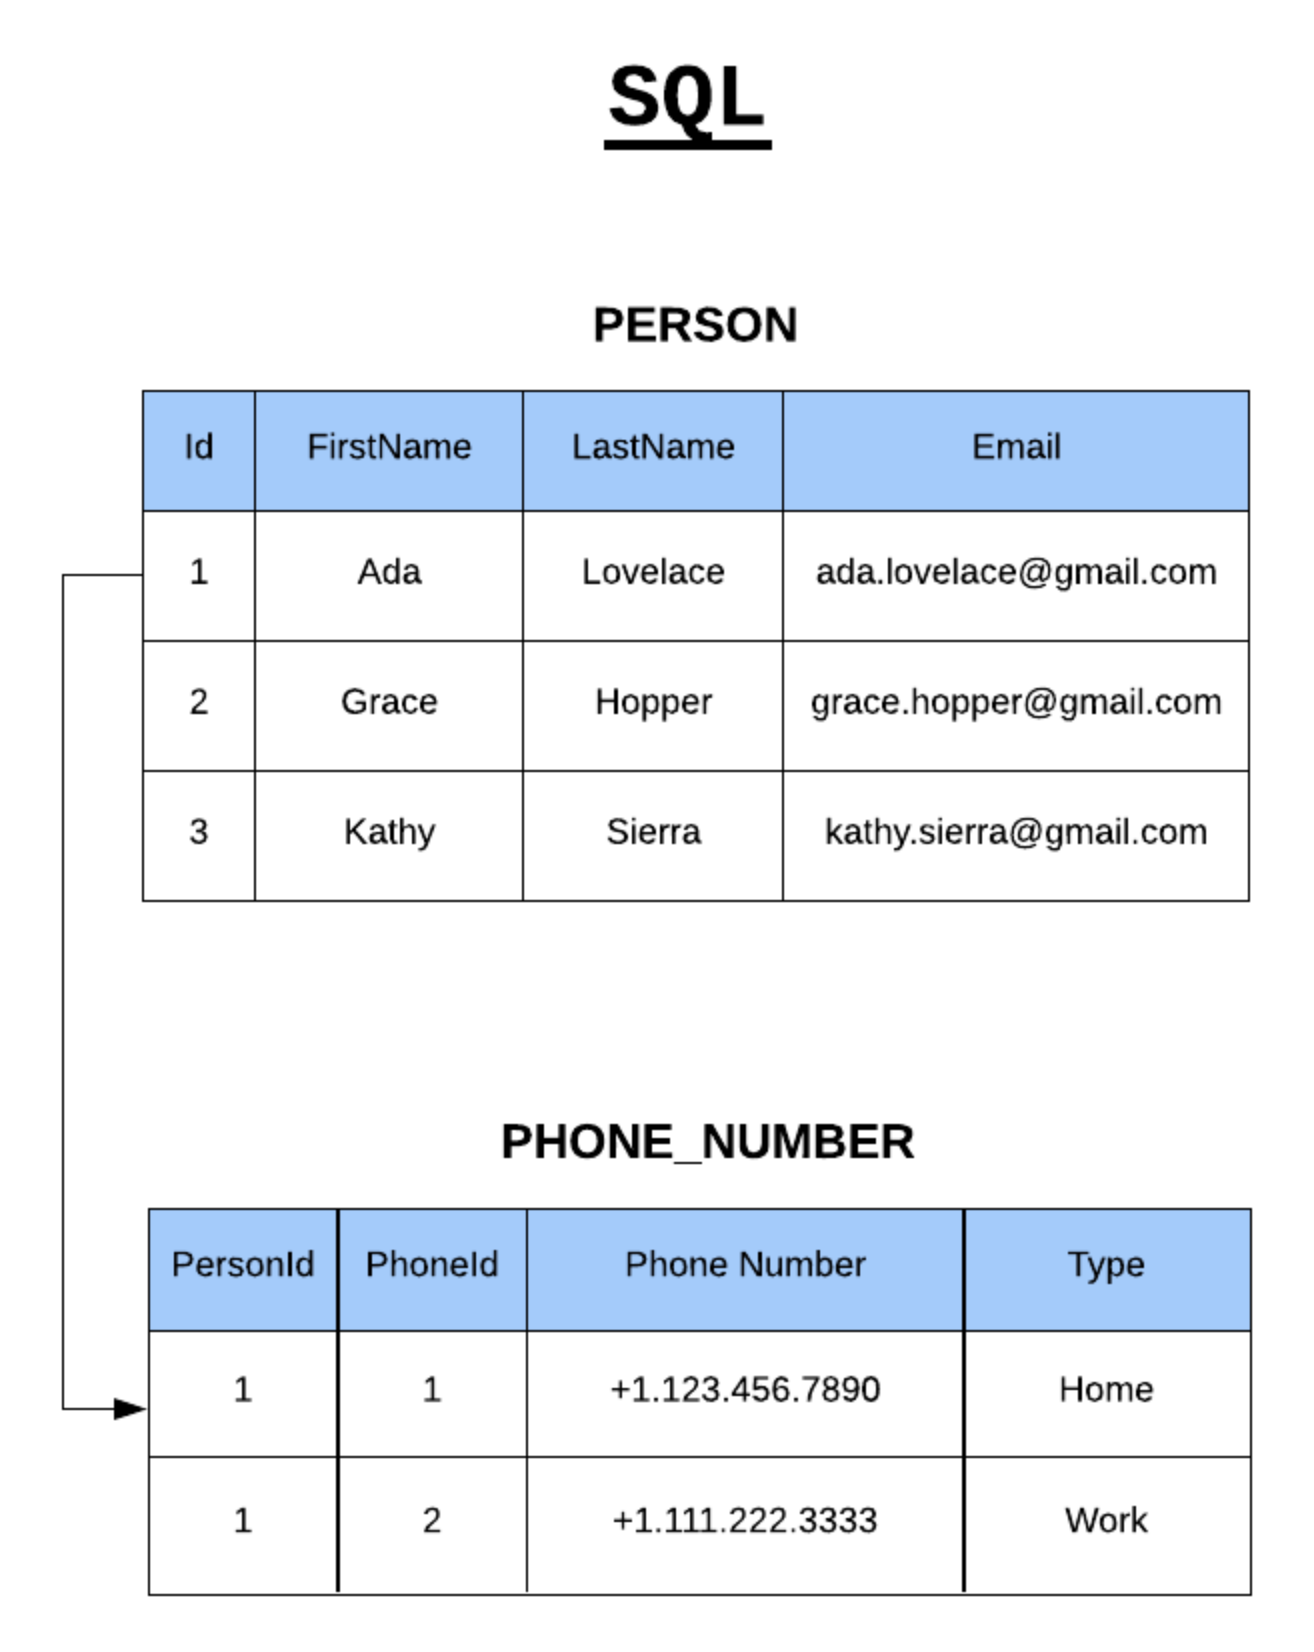 SQL
PERSON
Id FirstName LastName Email
1 Ada Lovelace ada.lovelace@gmail.com
2 Grace Hopper grace.hopper@gmail.com
3 Kathy Sierra kathy.sierra@gmail.com
PHONE_NUMBER
PersonId PhoneId Phone Number Type
1 1 +1.123.456.7890 Home
1 2 +1.111.222.3333 Work